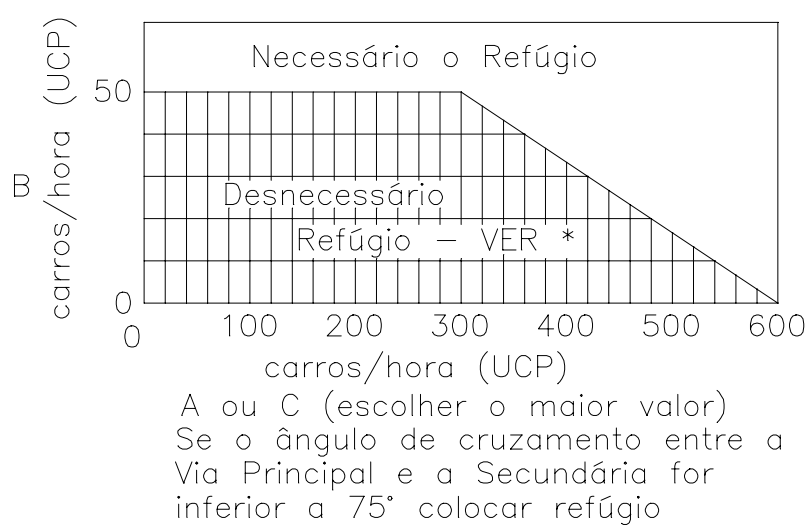 carros/hora (UCP)
B
50
0
Necessário o Refúgio
Desnecessário
Refúgio – VER *
0 100 200 300 400 500 600
carros/hora (UCP)
A ou C (escolher o maior valor)
Se o ângulo de cruzamento entre a
Via Principal e a Secundária for
inferior a 75° colocar refúgio